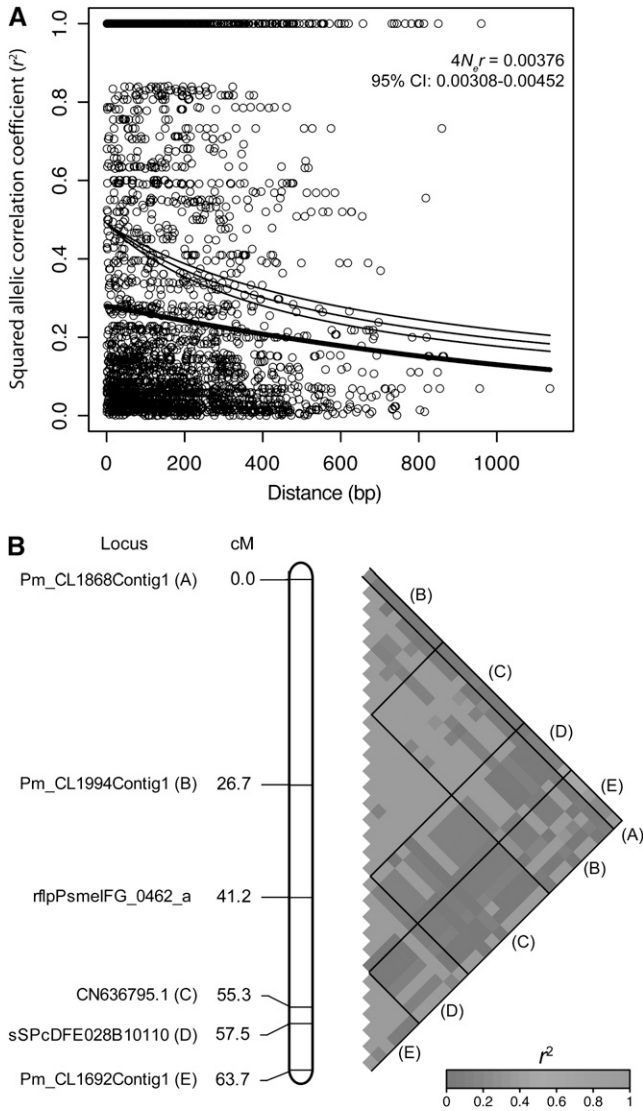 A
4Nₑr = 0.00376
95% CI: 0.00308-0.00452
Squared allelic correlation coefficient (r²)
1.0
0.8
0.6
0.4
0.2
0.0
0 200 400 600 800 1000
Distance (bp)
B
Locus cM
Pm_CL1868Contig1 (A) 0.0
Pm_CL1994Contig1 (B) 26.7
rflpPsmelFG_0462_a 41.2
CN636795.1 (C) 55.3
sSPcDFE028B10110 (D) 57.5
Pm_CL1692Contig1 (E) 63.7
(B)
(C)
(D)
(E)
(A)
(B)
(C)
(D)
(E)
r²
0 0.2 0.4 0.6 0.8 1